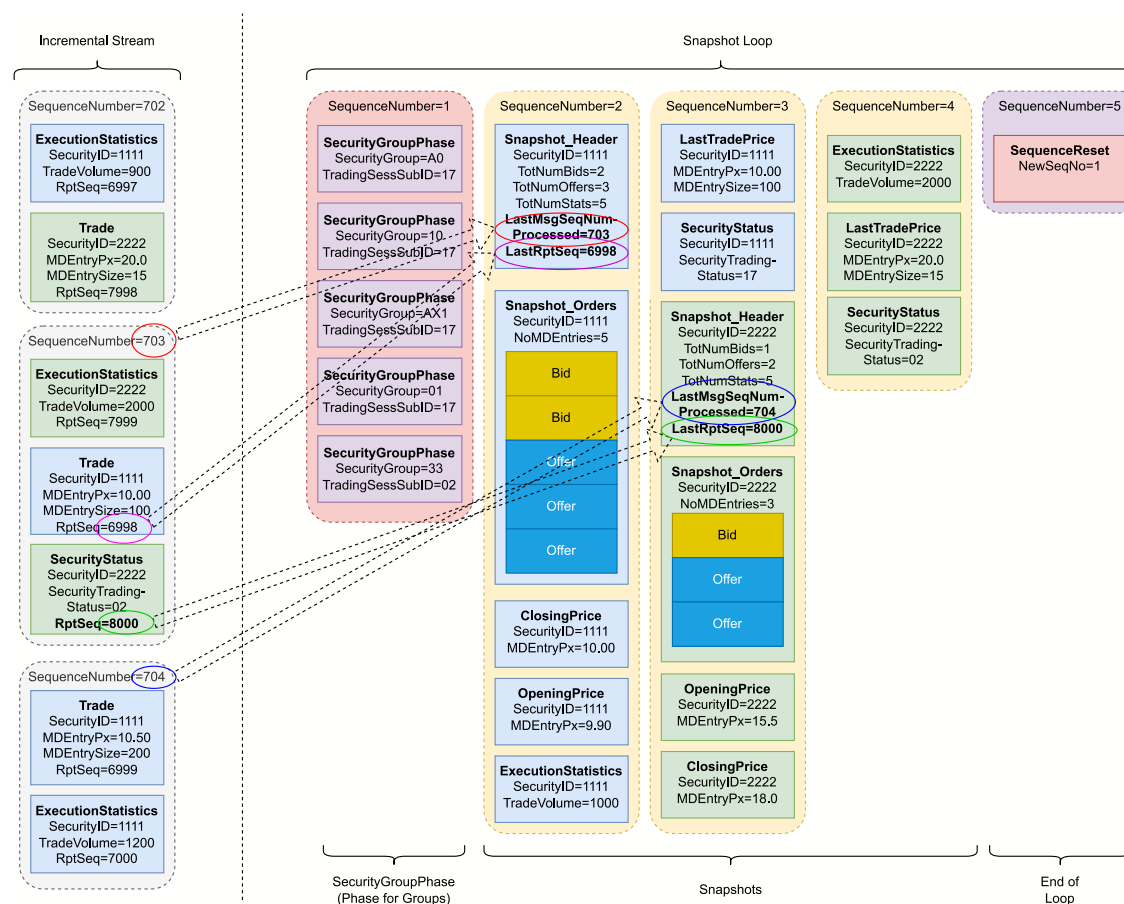 Incremental Stream
Snapshot Loop
SequenceNumber=702
ExecutionStatistics
SecurityID=1111
TradeVolume=900
RptSeq=6997
Trade
SecurityID=2222
MDEntryPx=20.0
MDEntrySize=15
RptSeq=7998
SequenceNumber=703
ExecutionStatistics
SecurityID=2222
TradeVolume=2000
RptSeq=7999
Trade
SecurityID=1111
MDEntryPx=10.00
MDEntrySize=100
RptSeq=6998
SecurityStatus
SecurityID=2222
SecurityTrading-
Status=02
RptSeq=8000
SequenceNumber=704
Trade
SecurityID=1111
MDEntryPx=10.50
MDEntrySize=200
RptSeq=6999
ExecutionStatistics
SecurityID=1111
TradeVolume=1200
RptSeq=7000
SequenceNumber=1
SecurityGroupPhase
SecurityGroup=A0
TradingSessSubID=17
SecurityGroupPhase
SecurityGroup=10
TradingSessSubID=17
SecurityGroupPhase
SecurityGroup=AX1
TradingSessSubID=17
SecurityGroupPhase
SecurityGroup=01
TradingSessSubID=17
SecurityGroupPhase
SecurityGroup=33
TradingSessSubID=02
SequenceNumber=2
Snapshot_Header
SecurityID=1111
TotNumBids=2
TotNumOffers=3
TotNumStats=5
LastMsgSeqNum-
Processed=703
LastRptSeq=6998
Snapshot_Orders
SecurityID=1111
NoMDEntries=5
Bid
Bid
Offer
Offer
Offer
ClosingPrice
SecurityID=1111
MDEntryPx=10.00
OpeningPrice
SecurityID=1111
MDEntryPx=9.90
ExecutionStatistics
SecurityID=1111
TradeVolume=1000
SequenceNumber=3
LastTradePrice
SecurityID=1111
MDEntryPx=10.00
MDEntrySize=100
SecurityStatus
SecurityID=1111
SecurityTrading-
Status=17
Snapshot_Header
SecurityID=2222
TotNumBids=1
TotNumOffers=2
TotNumStats=5
LastMsgSeqNum-
Processed=704
LastRptSeq=8000
Snapshot_Orders
SecurityID=2222
NoMDEntries=3
Bid
Offer
Offer
OpeningPrice
SecurityID=2222
MDEntryPx=15.5
ClosingPrice
SecurityID=2222
MDEntryPx=18.0
SequenceNumber=4
ExecutionStatistics
SecurityID=2222
TradeVolume=2000
LastTradePrice
SecurityID=2222
MDEntryPx=20.0
MDEntrySize=15
SecurityStatus
SecurityID=2222
SecurityTrading-
Status=02
SequenceNumber=5
SequenceReset
NewSeqNo=1
SecurityGroupPhase
(Phase for Groups)
Snapshots
End of
Loop